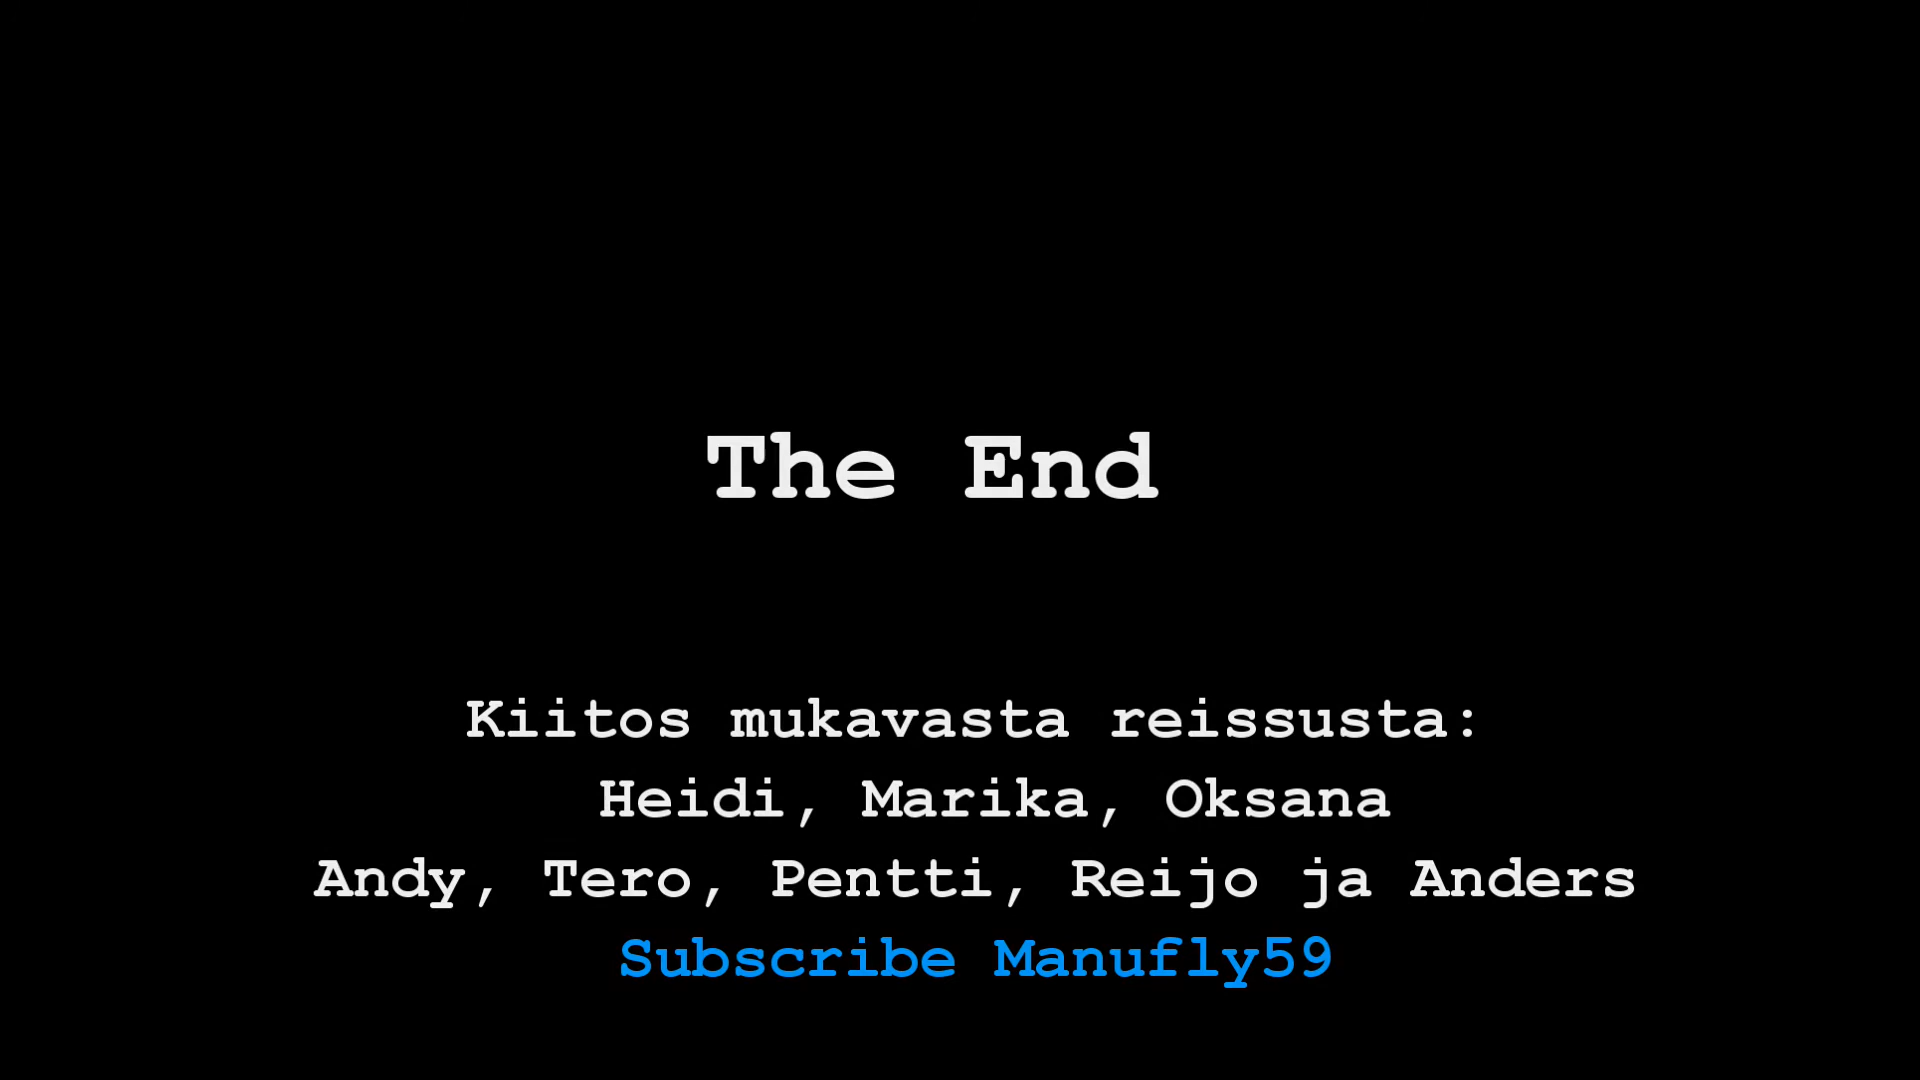 The End
Kiitos mukavasta reissusta:
Heidi, Marika, Oksana
Andy, Tero, Pentti, Reijo ja Anders
Subscribe Manufly59